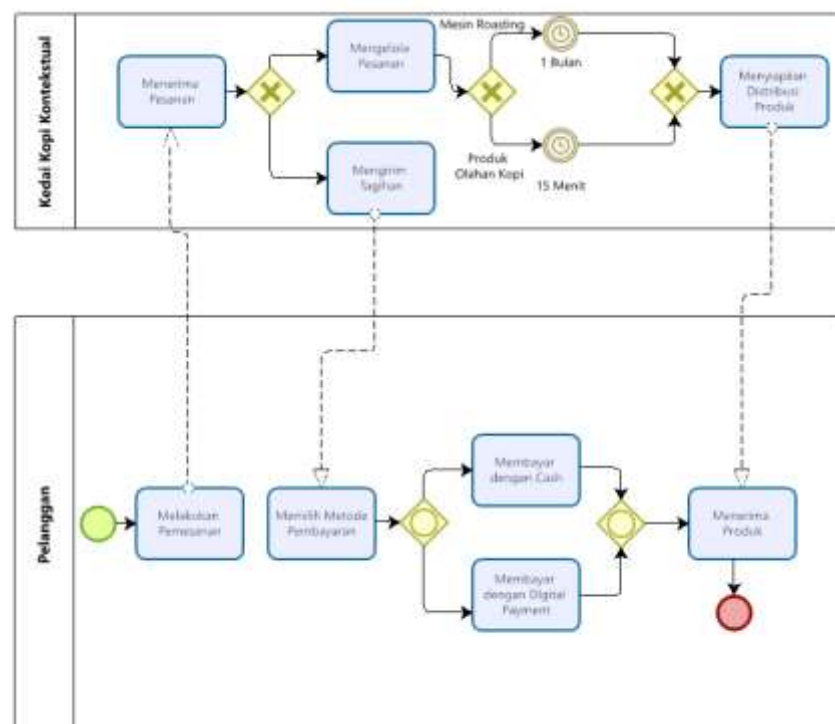 Kedai Kopi Kontekstual
Menerima
Pesanan
Mengelola
Pesanan
Mengirim
Tagihan
Mesin Roasting
1 Bulan
Produk
Olahan Kopi
15 Menit
Menyiapkan
Distribusi
Produk
Pelanggan
Melakukan
Pemesanan
Memilih Metode
Pembayaran
Membayar
dengan Cash
Membayar
dengan Digital
Payment
Menerima
Produk